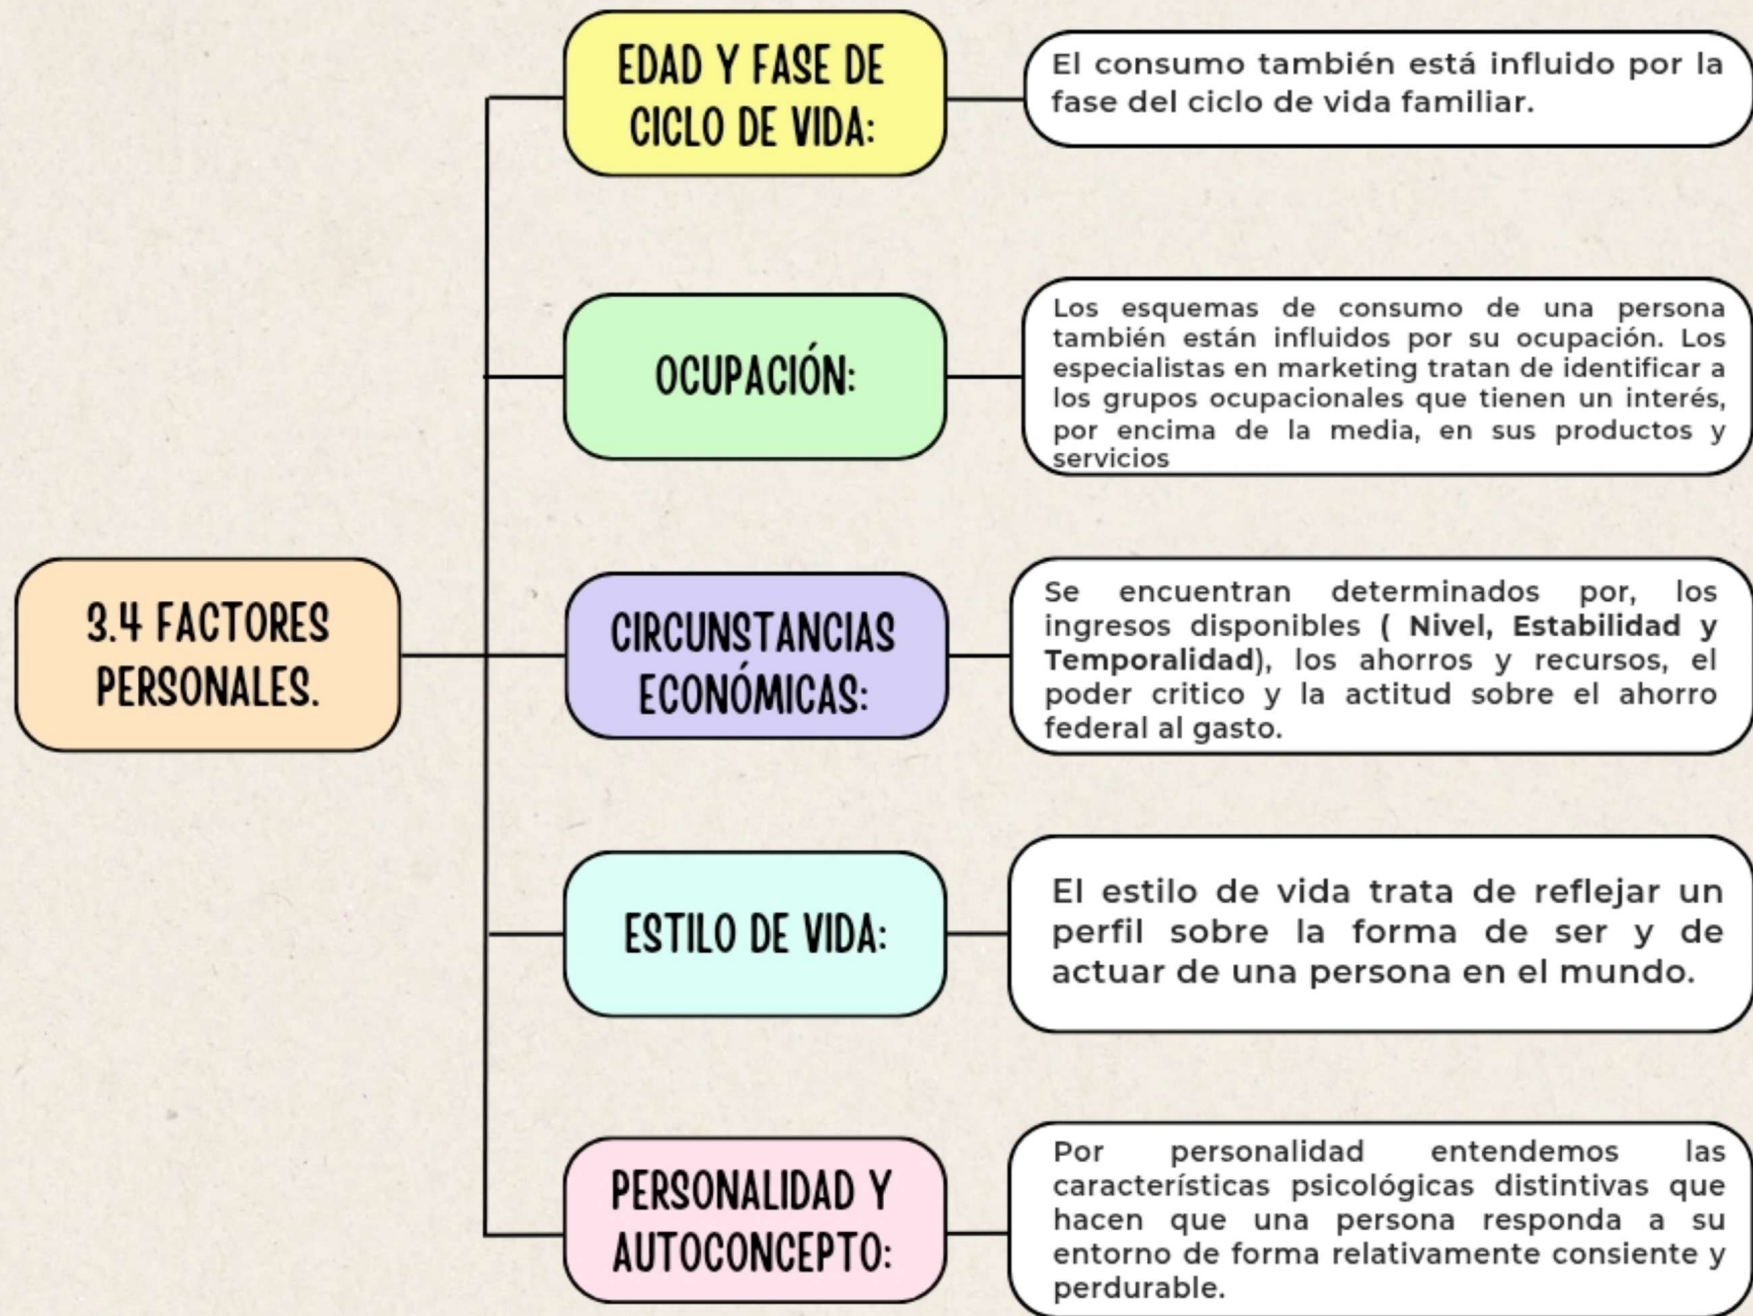 3.4 FACTORES
PERSONALES.
EDAD Y FASE DE
CICLO DE VIDA:
El consumo también está influido por la
fase del ciclo de vida familiar.
OCUPACIÓN:
Los esquemas de consumo de una persona
también están influidos por su ocupación. Los
especialistas en marketing tratan de identificar a
los grupos ocupacionales que tienen un interés,
por encima de la media, en sus productos y
servicios
CIRCUNSTANCIAS
ECONÓMICAS:
Se encuentran determinados por, los
ingresos disponibles ( Nivel, Estabilidad y
Temporalidad), los ahorros y recursos, el
poder critico y la actitud sobre el ahorro
federal al gasto.
ESTILO DE VIDA:
El estilo de vida trata de reflejar un
perfil sobre la forma de ser y de
actuar de una persona en el mundo.
PERSONALIDAD Y
AUTOCONCEPTO:
Por personalidad entendemos las
características psicológicas distintivas que
hacen que una persona responda a su
entorno de forma relativamente consiente y
perdurable.